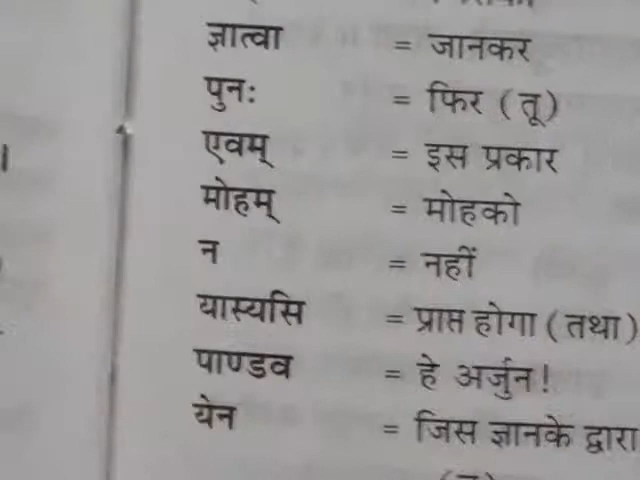 ज्ञात्वा = जानकर
पुनः = फिर (तू)
एवम् = इस प्रकार
मोहम् = मोहको
न = नहीं
यास्यसि = प्राप्त होगा (तथा)
पाण्डव = हे अर्जुन!
येन = जिस ज्ञानके द्वारा